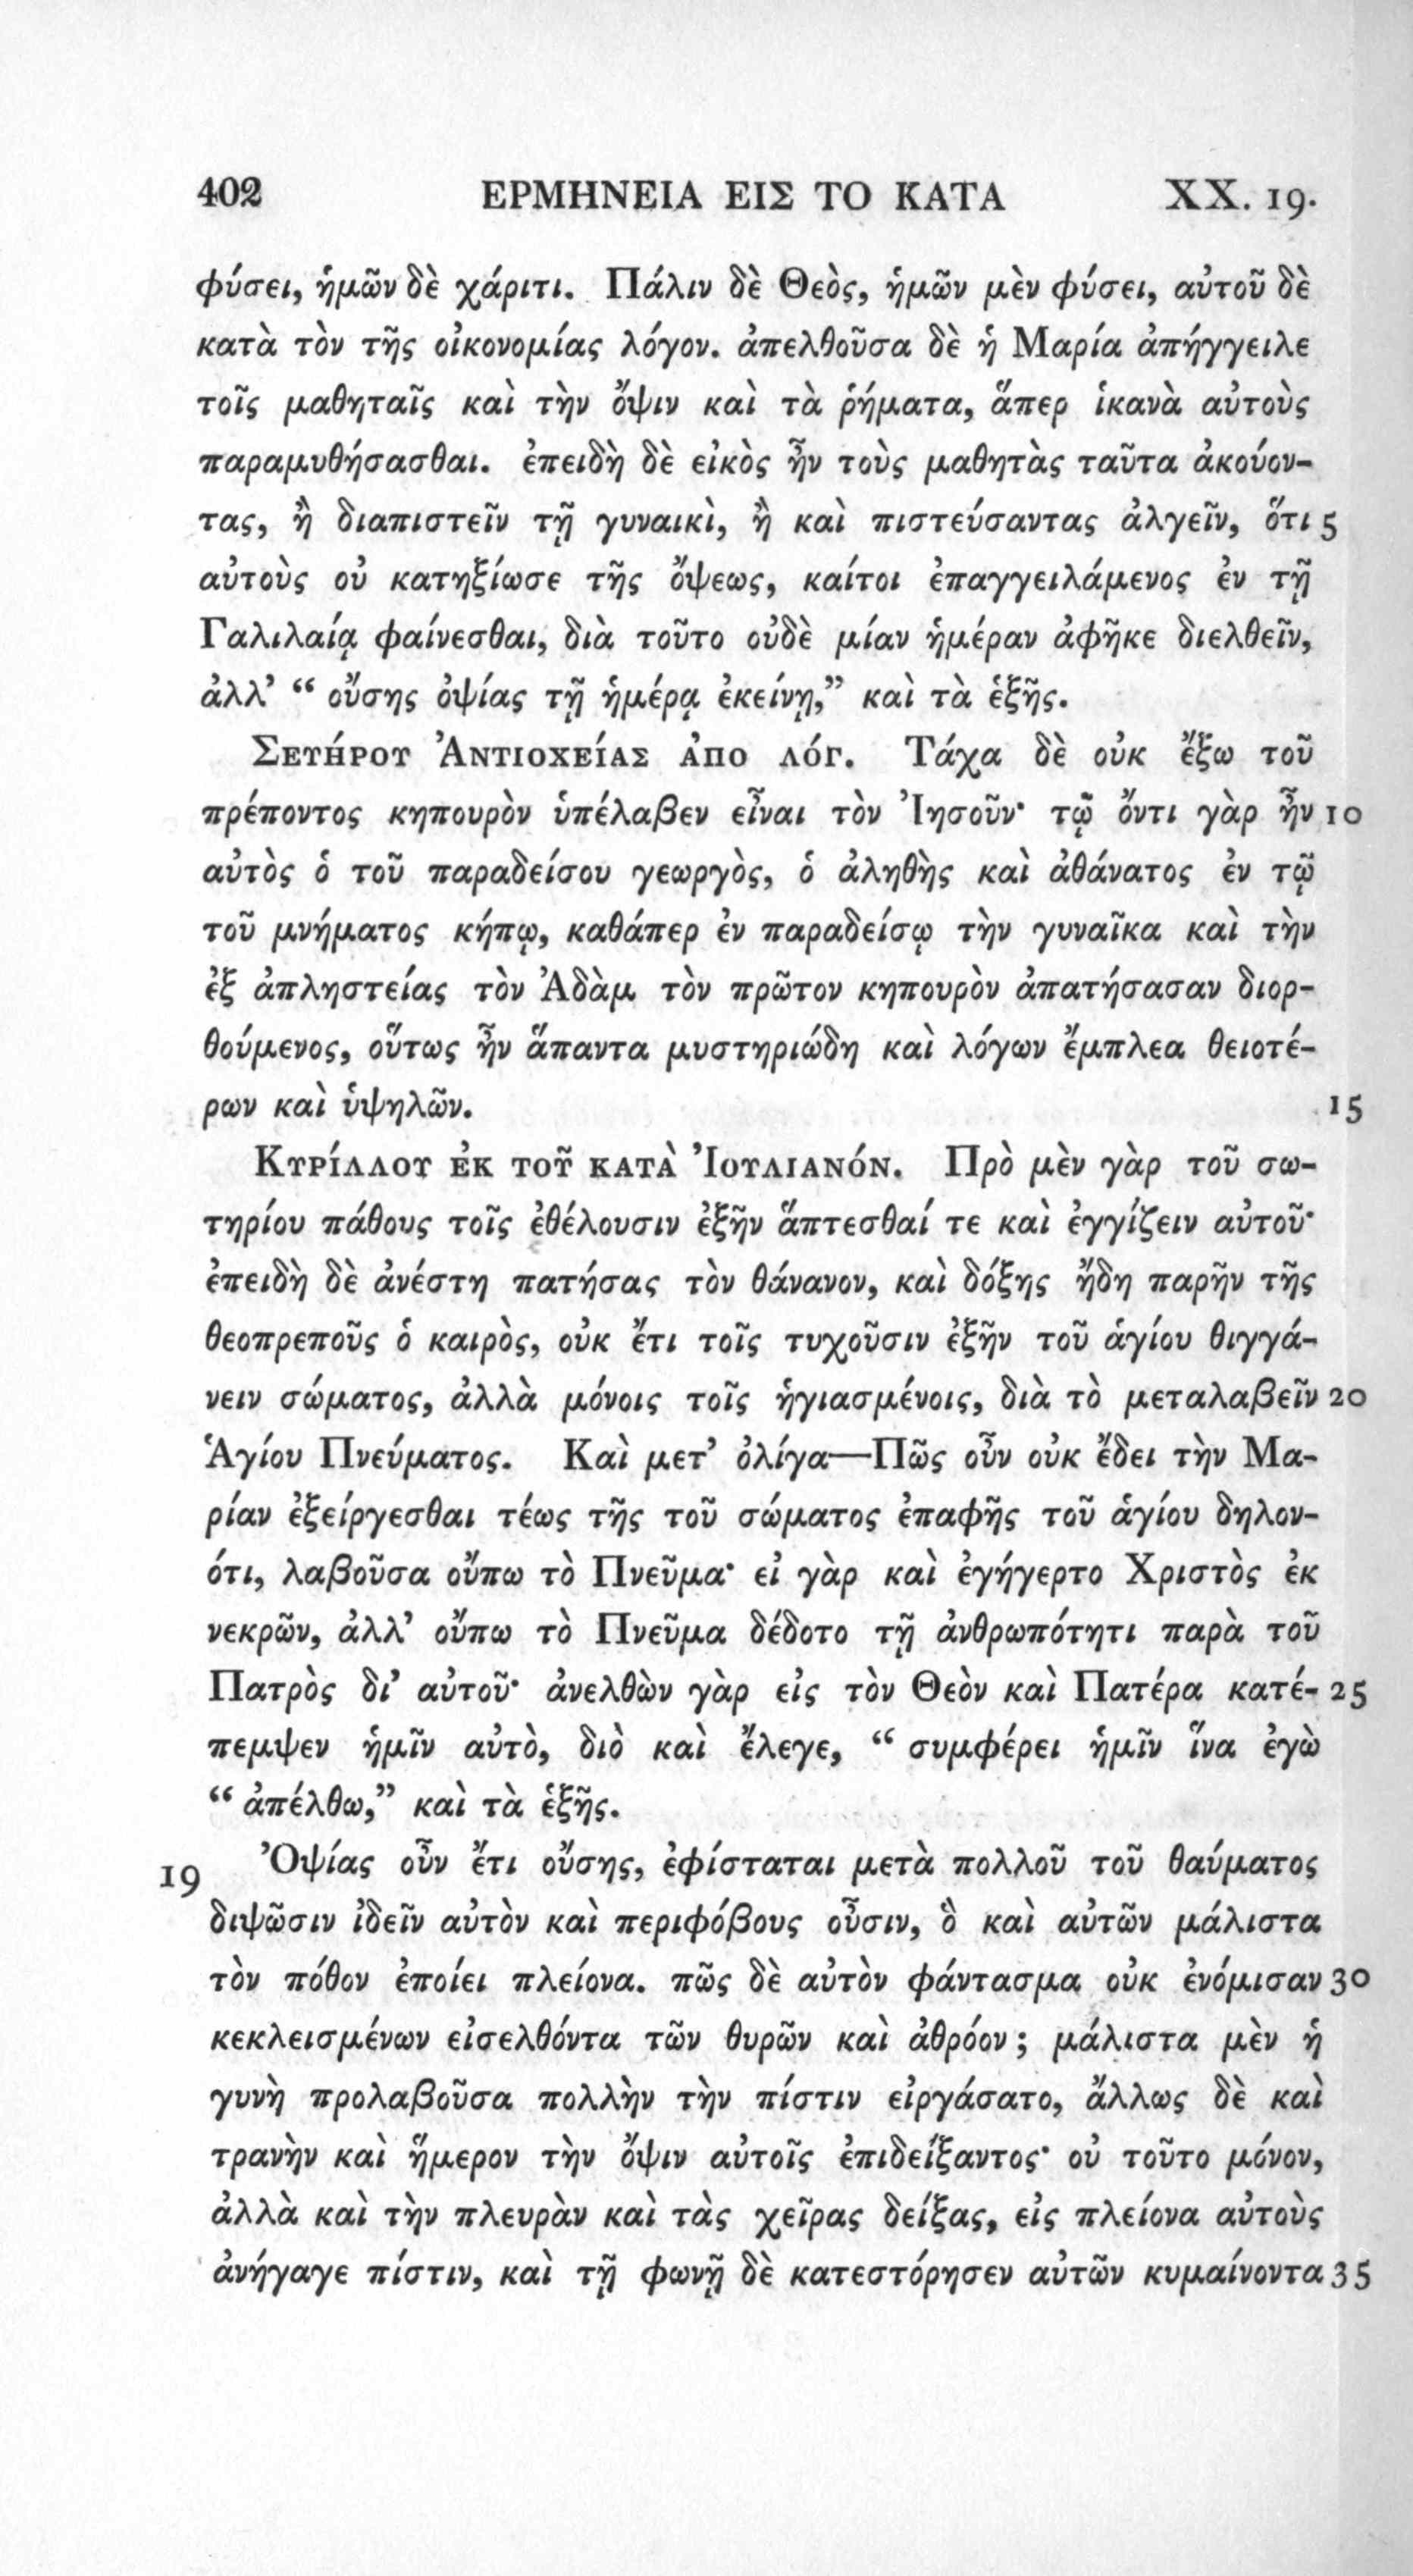 402 ΕΡΜΗΝΕΙΑ ΕΙΣ ΤΟ ΚΑΤΑ XX. 19.
φύσει, ἡμῶν δὲ χάριτι. Πάλιν δὲ Θεὸς, ἡμῶν μὲν φύσει, αὐτοῦ δὲ
κατὰ τὸν τῆς οἰκονομίας λόγον. ἀπελθοῦσα δὲ ἡ Μαρία ἀπήγγειλε
τοῖς μαθηταῖς καὶ τὴν ὄψιν καὶ τὰ ῥήματα, ἅπερ ἱκανὰ αὐτοὺς
παραμυθήσασθαι. ἐπειδὴ δὲ εἰκὸς ἦν τοὺς μαθητὰς ταῦτα ἀκούον-
τας, ἢ διαπιστεῖν τῇ γυναικὶ, ἢ καὶ πιστεύσαντας ἀλγεῖν, ὅτι 5
αὐτοὺς οὐ κατηξίωσε τῆς ὄψεως, καίτοι ἐπαγγειλάμενος ἐν τῇ
Γαλιλαίᾳ φαίνεσθαι, διὰ τοῦτο οὐδὲ μίαν ἡμέραν ἀφῆκε διελθεῖν,
ἀλλ’ “ οὔσης ὀψίας τῇ ἡμέρᾳ ἐκείνῃ,” καὶ τὰ ἑξῆς.
Σετήροτ Ἀντιοχείας ἀπο λόγ. Τάχα δὲ οὐκ ἔξω τοῦ
πρέποντος κηπουρὸν ὑπέλαβεν εἶναι τὸν Ἰησοῦν· τῷ ὄντι γὰρ ἦν 10
αὐτὸς ὁ τοῦ παραδείσου γεωργὸς, ὁ ἀληθὴς καὶ ἀθάνατος ἐν τῷ
τοῦ μνήματος κήπῳ, καθάπερ ἐν παραδείσῳ τὴν γυναῖκα καὶ τὴν
ἐξ ἀπληστείας τὸν Ἀδὰμ τὸν πρῶτον κηπουρὸν ἀπατήσασαν διορ-
θούμενος, οὕτως ἦν ἅπαντα μυστηριώδη καὶ λόγων ἔμπλεα θειοτέ-
ρων καὶ ὑψηλῶν. 15
Κυρίλλου ἐκ τοῦ κατὰ Ἰουλιανόν. Πρὸ μὲν γὰρ τοῦ σω-
τηρίου πάθους τοῖς ἐθέλουσιν ἐξῆν ἅπτεσθαί τε καὶ ἐγγίζειν αὐτοῦ·
ἐπειδὴ δὲ ἀνέστη πατήσας τὸν θάνανον, καὶ δόξης ἤδη παρῆν τῆς
θεοπρεποῦς ὁ καιρὸς, οὐκ ἔτι τοῖς τυχοῦσιν ἐξῆν τοῦ ἁγίου θιγγά-
νειν σώματος, ἀλλὰ μόνοις τοῖς ἡγιασμένοις, διὰ τὸ μεταλαβεῖν 20
Ἁγίου Πνεύματος. Καὶ μετ’ ὀλίγα—Πῶς οὖν οὐκ ἔδει τὴν Μα-
ρίαν ἐξείργεσθαι τέως τῆς τοῦ σώματος ἐπαφῆς τοῦ ἁγίου δηλον-
ότι, λαβοῦσα οὔπω τὸ Πνεῦμα· εἰ γὰρ καὶ ἐγήγερτο Χριστὸς ἐκ
νεκρῶν, ἀλλ’ οὔπω τὸ Πνεῦμα δέδοτο τῇ ἀνθρωπότητι παρὰ τοῦ
Πατρὸς δι’ αὐτοῦ· ἀνελθὼν γὰρ εἰς τὸν Θεὸν καὶ Πατέρα κατέ- 25
πεμψεν ἡμῖν αὐτὸ, διὸ καὶ ἔλεγε, “ συμφέρει ἡμῖν ἵνα ἐγὼ
“ ἀπέλθω,” καὶ τὰ ἑξῆς.
19 Ὀψίας οὖν ἔτι οὔσης, ἐφίσταται μετὰ πολλοῦ τοῦ θαύματος
διψῶσιν ἰδεῖν αὐτὸν καὶ περιφόβους οὖσιν, ὃ καὶ αὐτῶν μάλιστα
τὸν πόθον ἐποίει πλείονα. πῶς δὲ αὐτὸν φάντασμα οὐκ ἐνόμισαν 30
κεκλεισμένων εἰσελθόντα τῶν θυρῶν καὶ ἀθρόον ; μάλιστα μὲν ἡ
γυνὴ προλαβοῦσα πολλὴν τὴν πίστιν εἰργάσατο, ἄλλως δὲ καὶ
τρανὴν καὶ ἥμερον τὴν ὄψιν αὐτοῖς ἐπιδείξαντος· οὐ τοῦτο μόνον,
ἀλλὰ καὶ τὴν πλευρὰν καὶ τὰς χεῖρας δείξας, εἰς πλείονα αὐτοὺς
ἀνήγαγε πίστιν, καὶ τῇ φωνῇ δὲ κατεστόρησεν αὐτῶν κυμαίνοντα 35